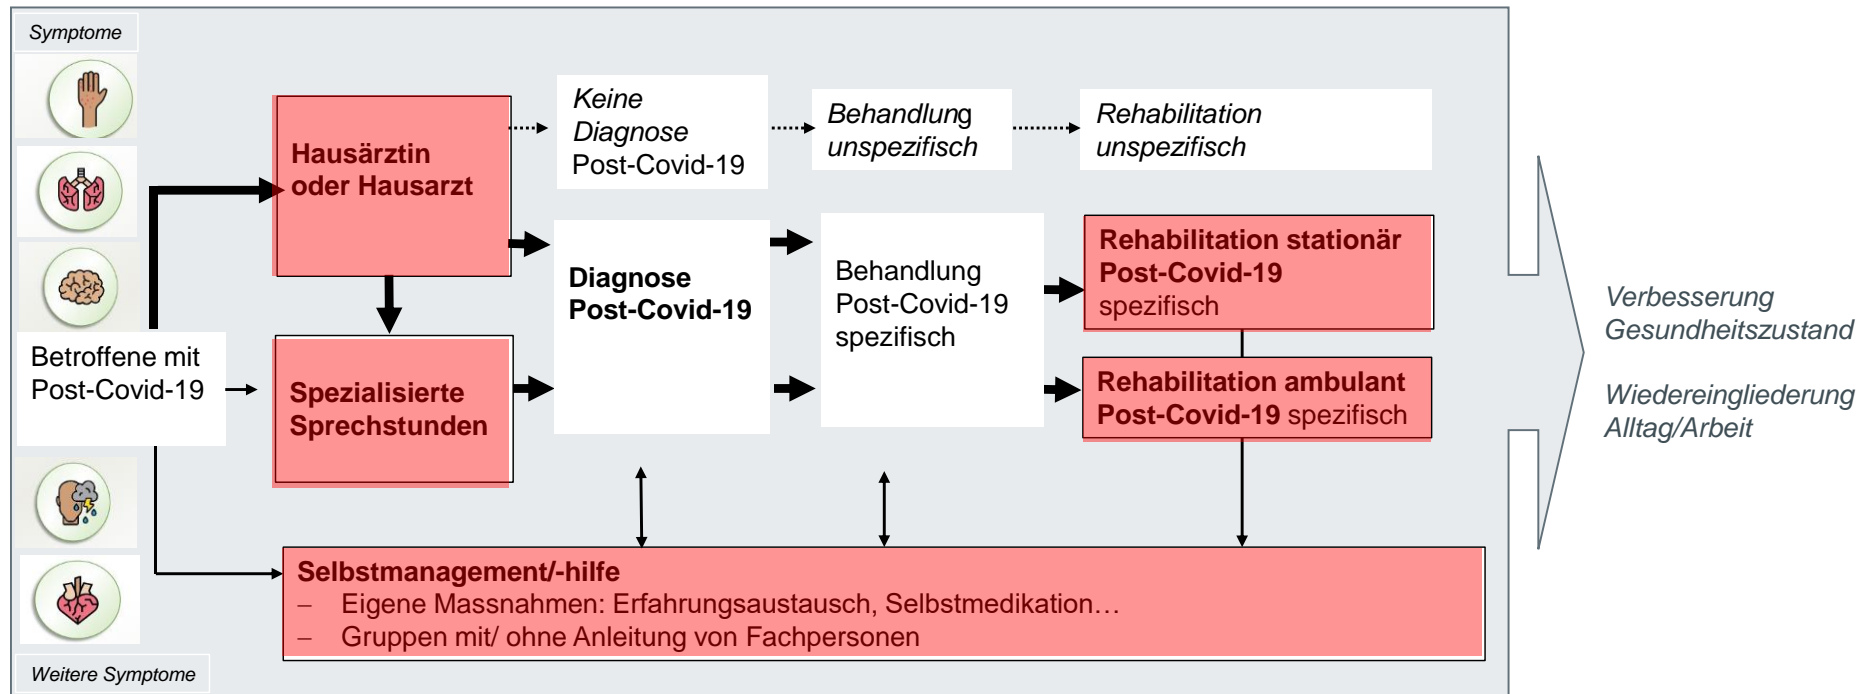 Symptome
Betroffene mit
Post-Covid-19
Weitere Symptome
Hausärztin
oder Hausarzt
Spezialisierte
Sprechstunden
Keine
Diagnose
Post-Covid-19
Behandlung
unspezifisch
Rehabilitation
unspezifisch
Diagnose
Post-Covid-19
Behandlung
Post-Covid-19
spezifisch
Rehabilitation stationär
Post-Covid-19
spezifisch
Rehabilitation ambulant
Post-Covid-19 spezifisch
Selbstmanagement/-hilfe
– Eigene Massnahmen: Erfahrungsaustausch, Selbstmedikation…
– Gruppen mit/ ohne Anleitung von Fachpersonen
Verbesserung
Gesundheitszustand
Wiedereingliederung
Alltag/Arbeit